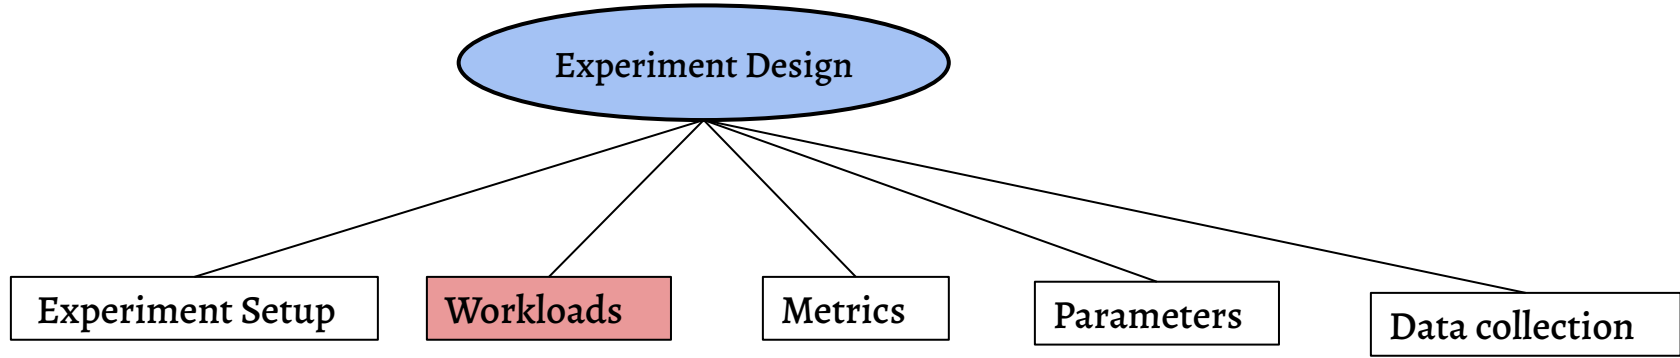 Experiment Design
Experiment Setup
Workloads
Metrics
Parameters
Data collection